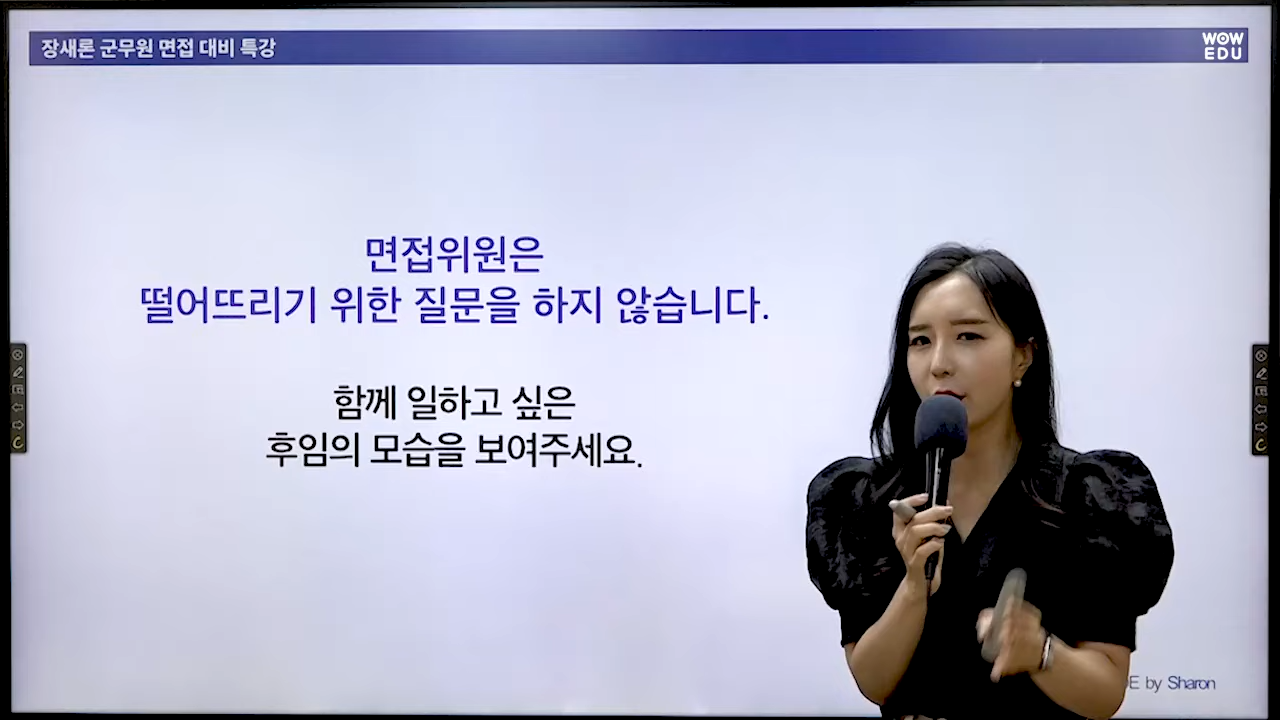 장새론 군무원 면접 대비 특강
WOW
EDU
면접위원은
떨어뜨리기 위한 질문을 하지 않습니다.
함께 일하고 싶은
후임의 모습을 보여주세요.
by Sharon